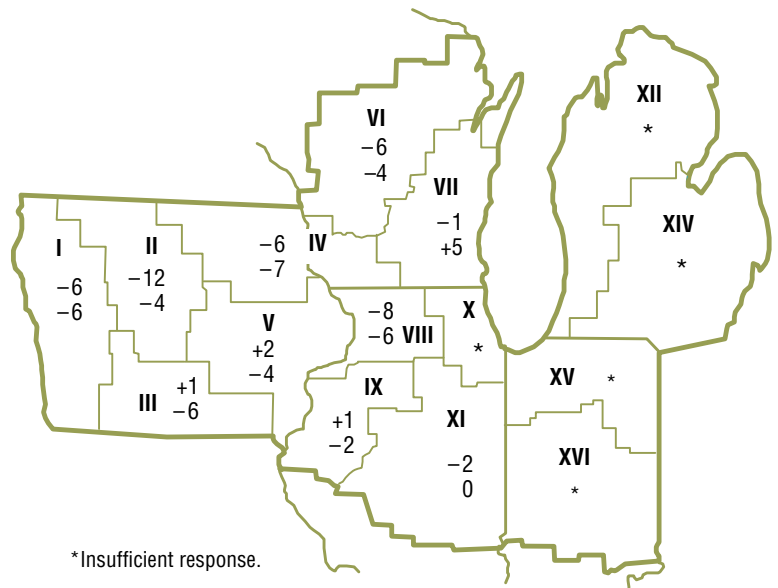 XII
*
VI
−6
−4
VII
−1
+5
XIV
*
I
−6
−6
II
−12
−4
−6
−7
IV
V
+2
−4
−8
−6 VIII
X
*
III
+1
−6
IX
+1
−2
XI
−2
0
XV *
XVI
*
*Insufficient response.